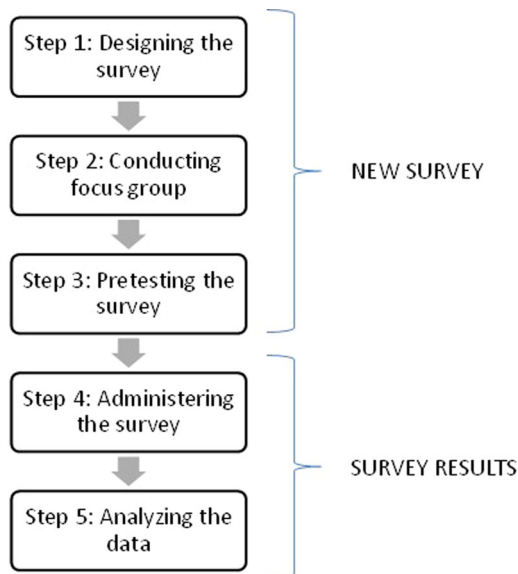 Step 1: Designing the
survey
Step 2: Conducting
focus group
Step 3: Pretesting the
survey
NEW SURVEY
Step 4: Administering
the survey
Step 5: Analyzing the
data
SURVEY RESULTS